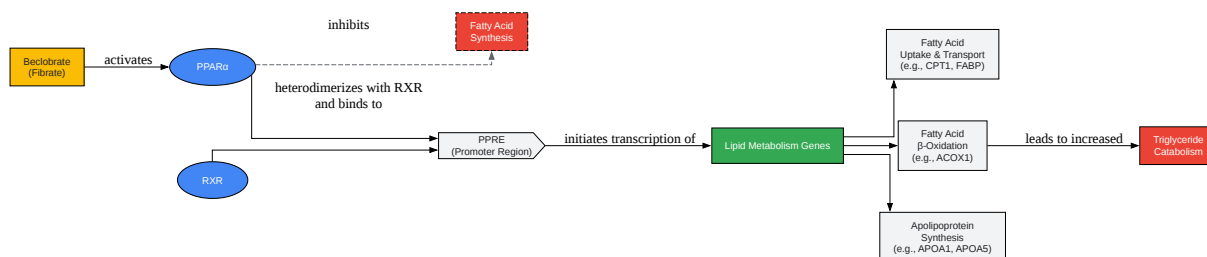 inhibits
Fatty Acid
Synthesis
Beclobrate
(Fibrate)
activates
PPARα
heterodimerizes with RXR
and binds to
RXR
PPRE
(Promoter Region)
initiates transcription of
Lipid Metabolism Genes
Fatty Acid
Uptake & Transport
(e.g., CPT1, FABP)
Fatty Acid
β-Oxidation
(e.g., ACOX1)
Apolipoprotein
Synthesis
(e.g., APOA1, APOA5)
leads to increased
Triglyceride
Catabolism